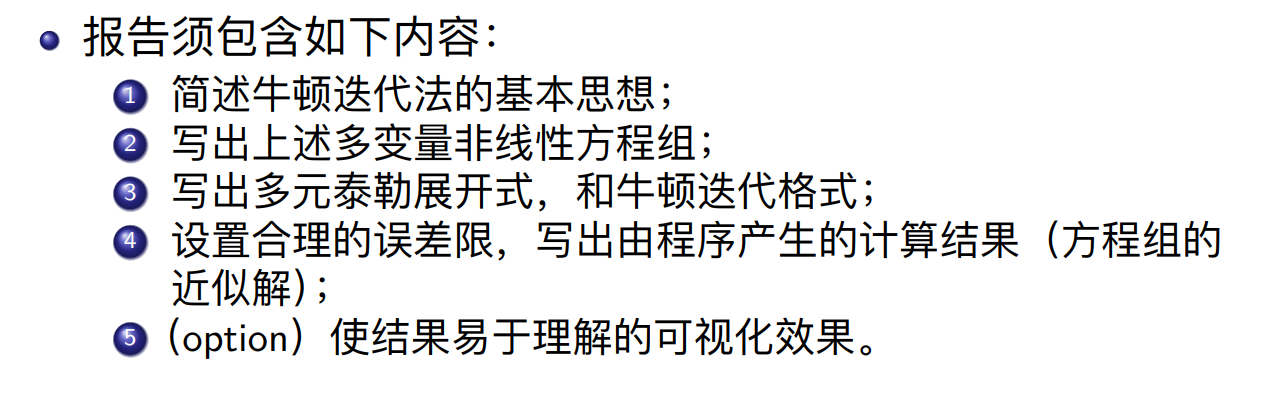 报告须包含如下内容：
1 简述牛顿迭代法的基本思想；
2 写出上述多变量非线性方程组；
3 写出多元泰勒展开式，和牛顿迭代格式；
4 设置合理的误差限，写出由程序产生的计算结果（方程组的
近似解）；
5（option）使结果易于理解的可视化效果。